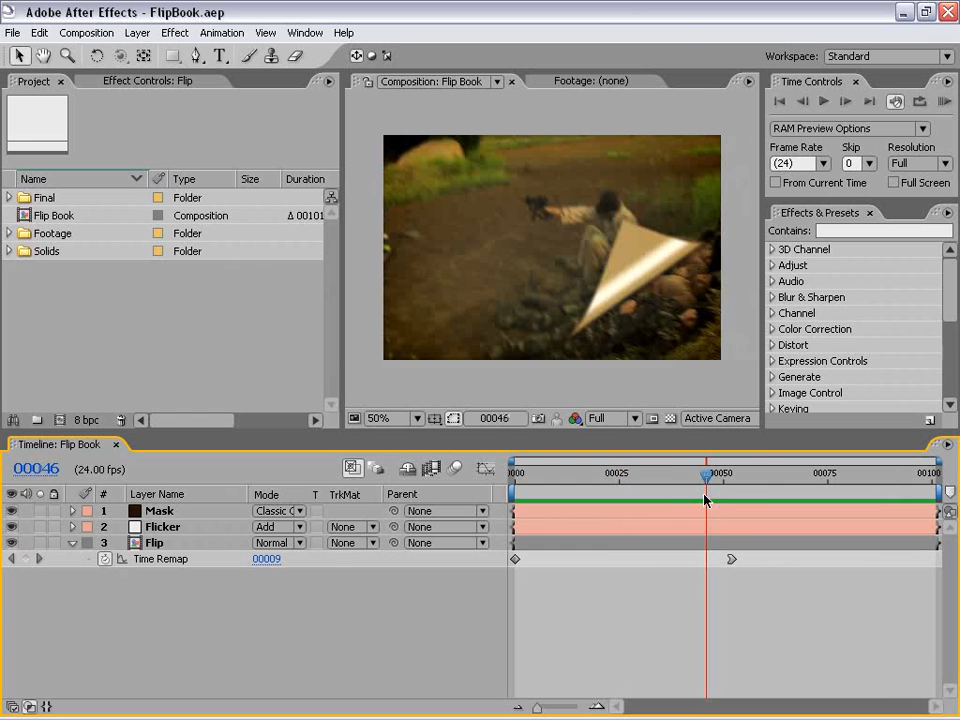 Adobe After Effects - FlipBook.aep
File Edit Composition Layer Effect Animation View Window Help
Workspace: Standard
Project Effect Controls: Flip
Composition: Flip Book Footage: (none)
Time Controls
RAM Preview Options
Frame Rate Skip Resolution
(24) 0 Full
From Current Time Full Screen
Effects & Presets
Contains:
3D Channel
Adjust
Audio
Blur & Sharpen
Channel
Color Correction
Distort
Expression Controls
Generate
Image Control
Keying
Name Type Size Duration
Final Folder
Flip Book Composition Δ 00101
Footage Folder
Solids Folder
8 bpc
50% 00046 Full Active Camera
Timeline: Flip Book
00046 (24.00 fps)
0000 00025 00050 00075 00100
# Layer Name Mode T TrkMat Parent
1 Mask Classic C None
2 Flicker Add None None
3 Flip Normal None None
Time Remap 00009